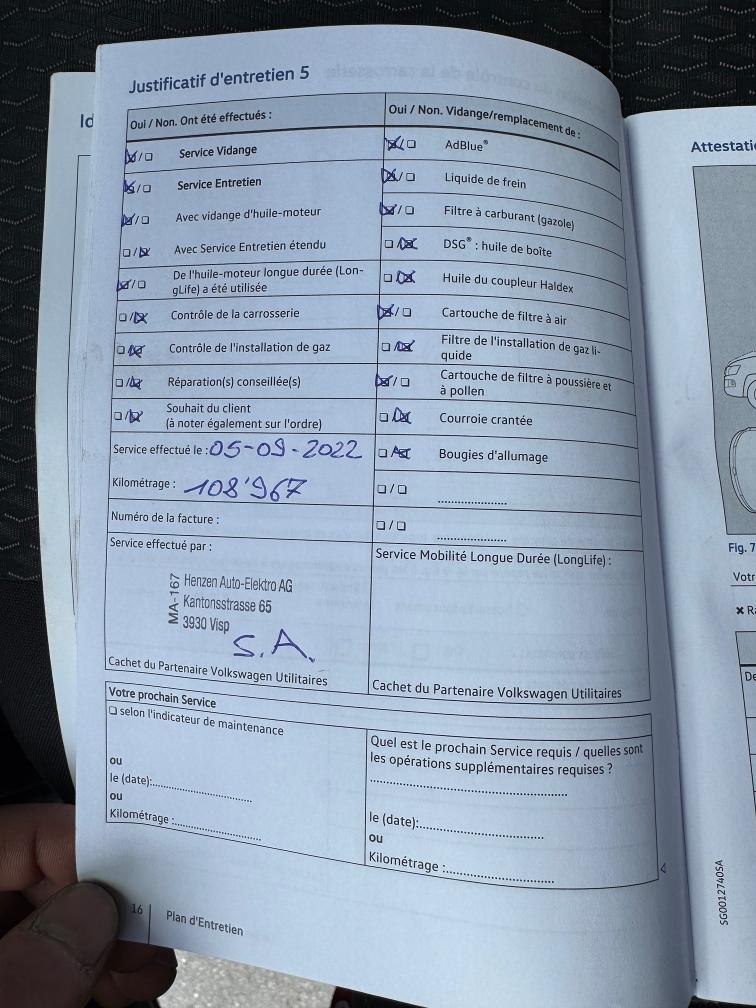 Justificatif d'entretien 5
Id
Oui / Non. Ont été effectués :
Service Vidange
Service Entretien
Avec vidange d'huile-moteur
Avec Service Entretien étendu
De l'huile-moteur longue durée (Lon-
gLife) a été utilisée
Contrôle de la carrosserie
Contrôle de l'installation de gaz
Réparation(s) conseillée(s)
Souhait du client
(à noter également sur l'ordre)
Service effectué le : 05-09-2022
Kilométrage : 108'967
Numéro de la facture :
Service effectué par :
MA-167
Henzen Auto-Elektro AG
Kantonsstrasse 65
3930 Visp
S.A.
Cachet du Partenaire Volkswagen Utilitaires
Oui / Non. Vidange/remplacement de :
AdBlue®
Liquide de frein
Filtre à carburant (gazole)
DSG® : huile de boîte
Huile du coupleur Haldex
Cartouche de filtre à air
Filtre de l'installation de gaz li-
quide
Cartouche de filtre à poussière et
à pollen
Courroie crantée
Bougies d'allumage
Service Mobilité Longue Durée (LongLife) :
Cachet du Partenaire Volkswagen Utilitaires
Votre prochain Service
selon l'indicateur de maintenance
ou
le (date):
ou
Kilométrage :
Quel est le prochain Service requis / quelles sont
les opérations supplémentaires requises ?
le (date):
ou
Kilométrage :
16 Plan d'Entretien
Attestati
Fig. 7
Votr
De
SG0012740SA